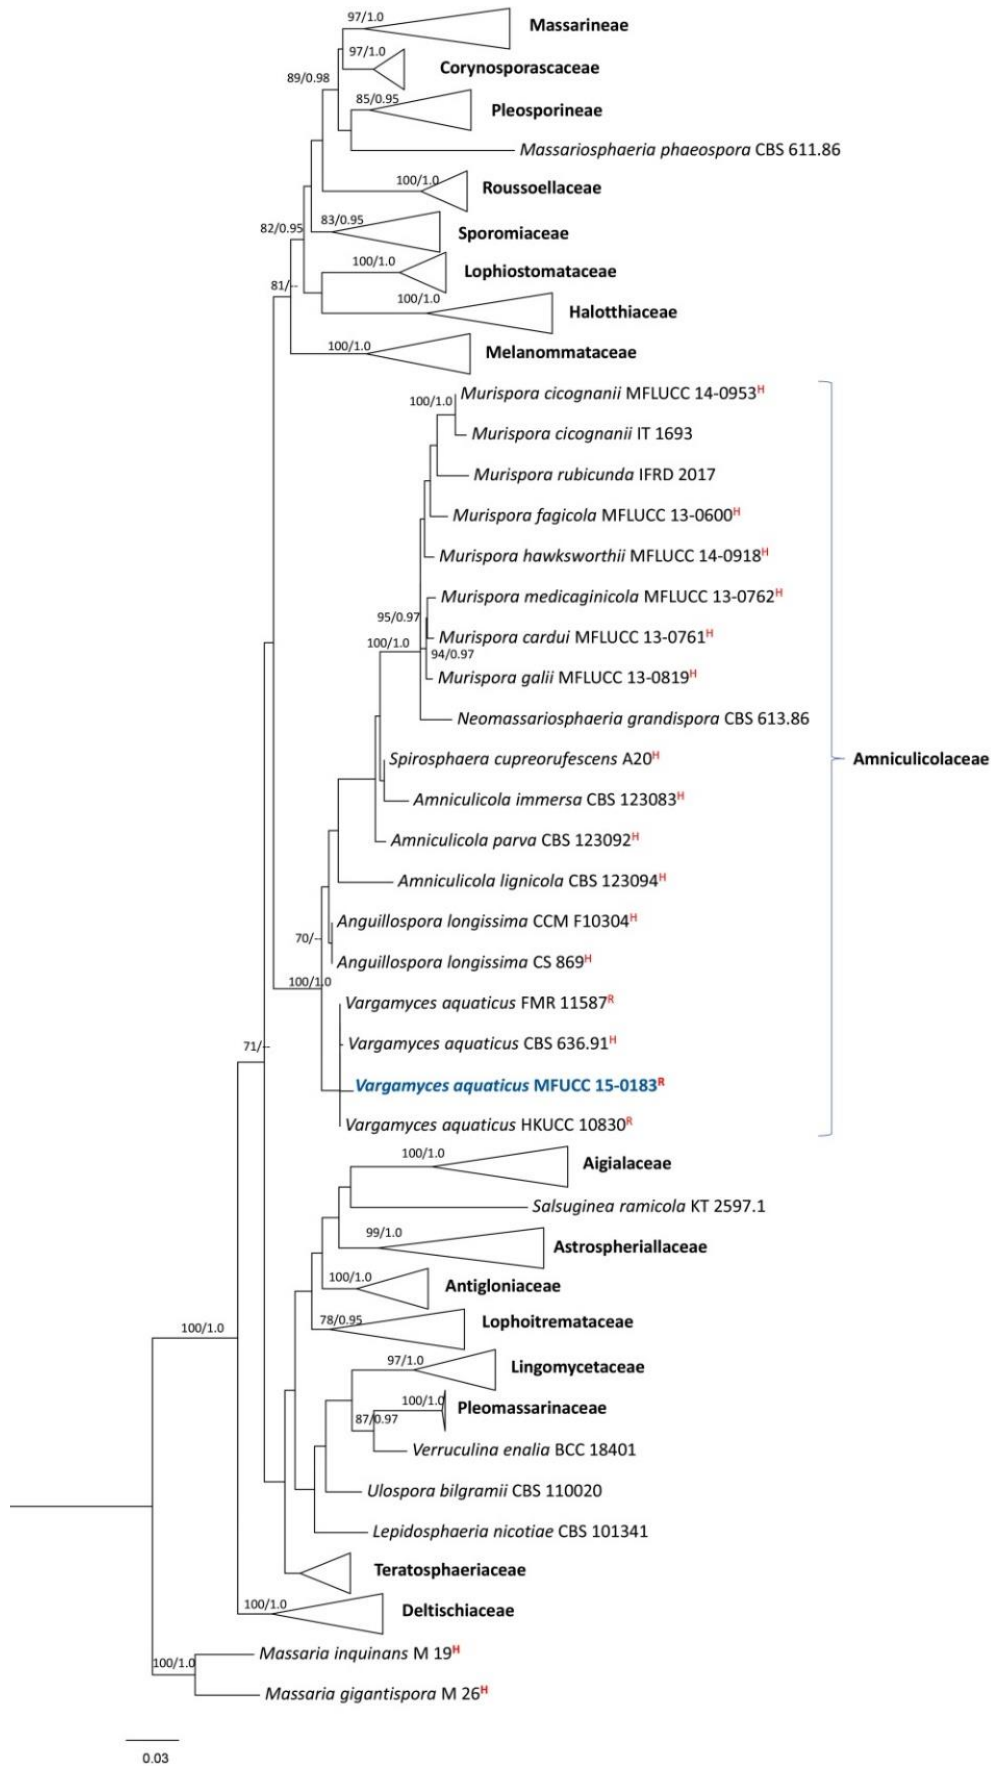 97/1.0
Massarineae
97/1.0
Corynosporascaceae
89/0.98
85/0.95
Pleosporineae
Massariosphaeria phaeospora CBS 611.86
100/1.0
Roussoellaceae
83/0.95
82/0.95
Sporomiaceae
100/1.0
Lophiostomataceae
81/--
100/1.0
Halotthiaceae
100/1.0
Melanommataceae
Murispora cicognanii MFLUCC 14-0953H
100/1.0
Murispora cicognanii IT 1693
Murispora rubicunda IFRD 2017
Murispora fagicola MFLUCC 13-0600H
Murispora hawksworthii MFLUCC 14-0918H
Murispora medicaginicola MFLUCC 13-0762H
95/0.97
Murispora cardui MFLUCC 13-0761H
100/1.0
94/0.97
Murispora galii MFLUCC 13-0819H
Neomassariosphaeria grandispora CBS 613.86
Spirosphaera cupreorufescens A20H
Amniculicolaceae
Amniculicola immersa CBS 123083H
Amniculicola parva CBS 123092H
Amniculicola lignicola CBS 123094H
Anguillospora longissima CCM F10304H
70/--
Anguillospora longissima CS 869H
100/1.0
Vargamyces aquaticus FMR 11587R
Vargamyces aquaticus CBS 636.91H
71/--
Vargamyces aquaticus MFUCC 15-0183R
Vargamyces aquaticus HKUCC 10830R
100/1.0
Aigialaceae
Salsuginea ramicola KT 2597.1
99/1.0
Astrospheriallaceae
100/1.0
Antigloniaceae
78/0.95
Lophoitremataceae
100/1.0
97/1.0
Lingomycetaceae
100/1.0
Pleomassarinaceae
87/0.97
Verruculina enalia BCC 18401
Ulospora bilgramii CBS 110020
Lepidosphaeria nicotiae CBS 101341
Teratosphaeriaceae
100/1.0
Deltischiaceae
Massaria inquinans M 19H
100/1.0
Massaria gigantispora M 26H
0.03